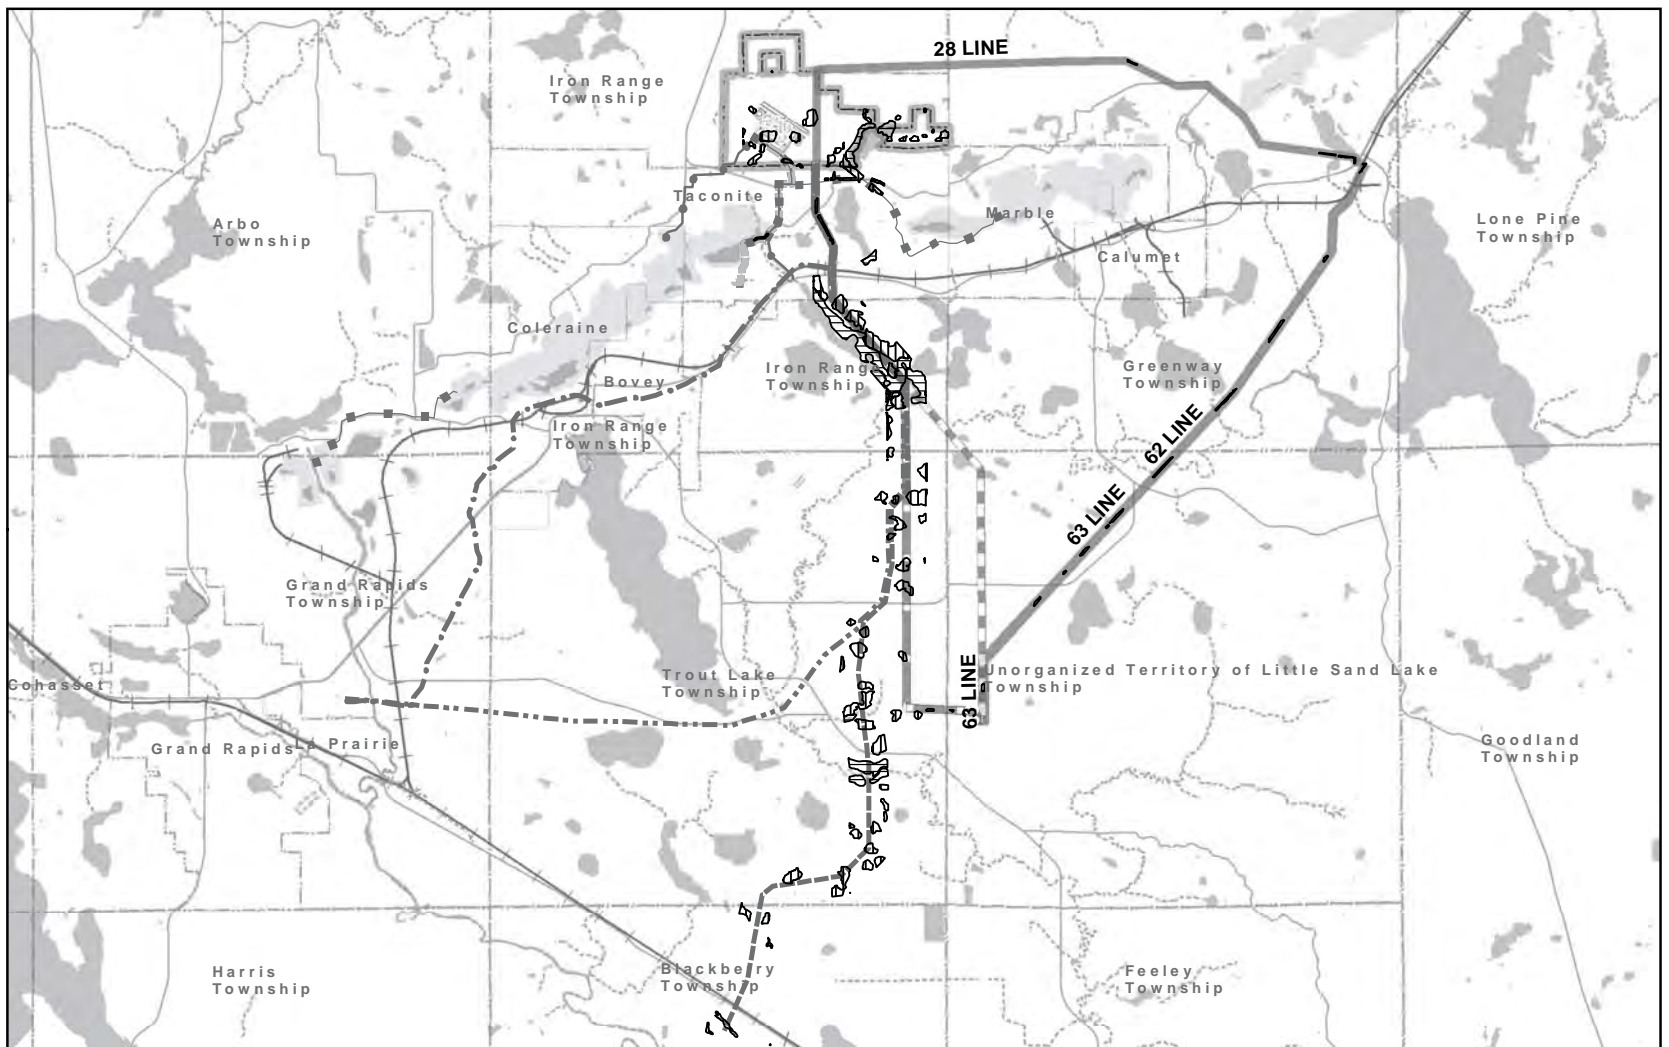 28 LINE
Iron Range
Township
Taconite
Arbo
Township
Marble
Lone Pine
Township
Calumet
Coleraine
Iron Range
Township
Greenway
Township
Bovey
Iron Range
Township
62 LINE
63 LINE
Grand Rapids
Township
Trout Lake
Township
63 LINE
Unorganized Territory of Little Sand Lake
Township
Cohasset
Grand Rapids
La Prairie
Goodland
Township
Harris
Township
Blackberry
Township
Feeley
Township